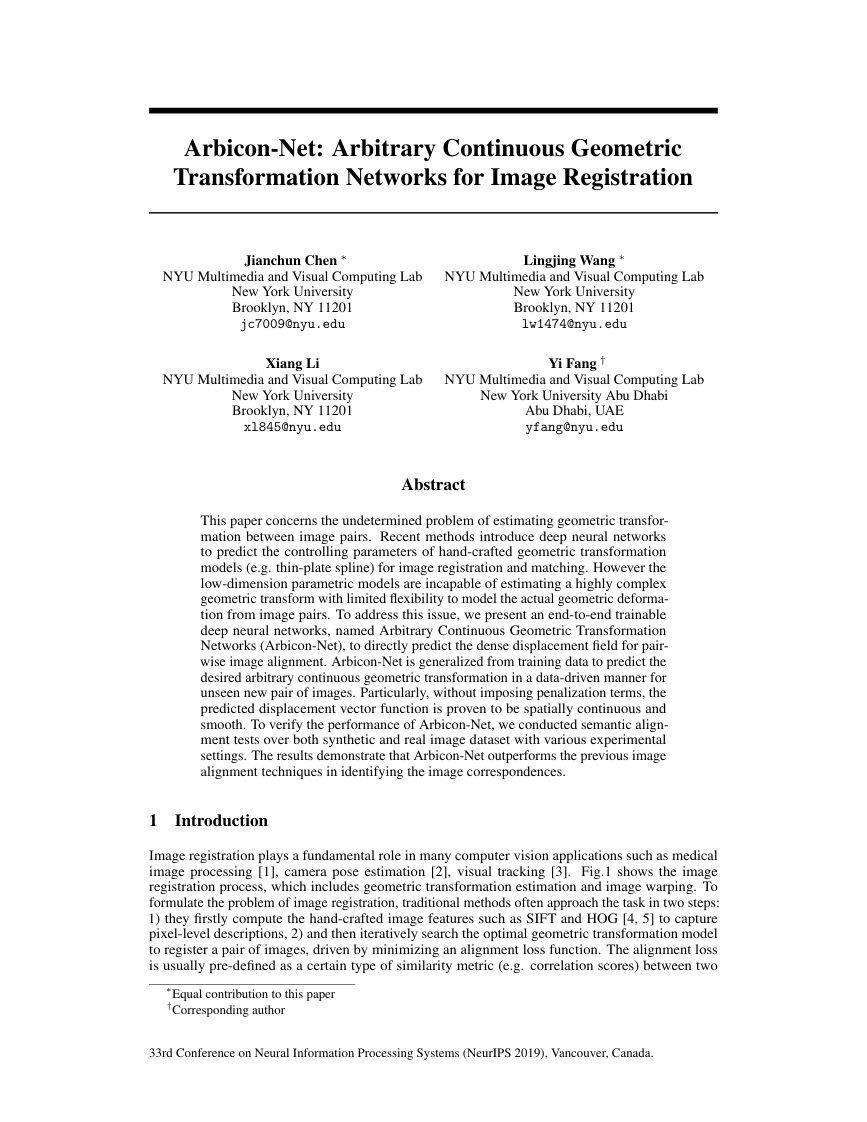 Arbicon-Net: Arbitrary Continuous Geometric
Transformation Networks for Image Registration
Jianchun Chen *
NYU Multimedia and Visual Computing Lab
New York University
Brooklyn, NY 11201
jc7009@nyu.edu
Lingjing Wang *
NYU Multimedia and Visual Computing Lab
New York University
Brooklyn, NY 11201
lw1474@nyu.edu
Xiang Li
NYU Multimedia and Visual Computing Lab
New York University
Brooklyn, NY 11201
xl845@nyu.edu
Yi Fang †
NYU Multimedia and Visual Computing Lab
New York University Abu Dhabi
Abu Dhabi, UAE
yfang@nyu.edu
Abstract
This paper concerns the undetermined problem of estimating geometric transfor-
mation between image pairs. Recent methods introduce deep neural networks
to predict the controlling parameters of hand-crafted geometric transformation
models (e.g. thin-plate spline) for image registration and matching. However the
low-dimension parametric models are incapable of estimating a highly complex
geometric transform with limited flexibility to model the actual geometric deforma-
tion from image pairs. To address this issue, we present an end-to-end trainable
deep neural networks, named Arbitrary Continuous Geometric Transformation
Networks (Arbicon-Net), to directly predict the dense displacement field for pair-
wise image alignment. Arbicon-Net is generalized from training data to predict the
desired arbitrary continuous geometric transformation in a data-driven manner for
unseen new pair of images. Particularly, without imposing penalization terms, the
predicted displacement vector function is proven to be spatially continuous and
smooth. To verify the performance of Arbicon-Net, we conducted semantic align-
ment tests over both synthetic and real image dataset with various experimental
settings. The results demonstrate that Arbicon-Net outperforms the previous image
alignment techniques in identifying the image correspondences.
1 Introduction
Image registration plays a fundamental role in many computer vision applications such as medical
image processing [1], camera pose estimation [2], visual tracking [3]. Fig.1 shows the image
registration process, which includes geometric transformation estimation and image warping. To
formulate the problem of image registration, traditional methods often approach the task in two steps:
1) they firstly compute the hand-crafted image features such as SIFT and HOG [4, 5] to capture
pixel-level descriptions, 2) and then iteratively search the optimal geometric transformation model
to register a pair of images, driven by minimizing an alignment loss function. The alignment loss
is usually pre-defined as a certain type of similarity metric (e.g. correlation scores) between two
*Equal contribution to this paper
†Corresponding author
33rd Conference on Neural Information Processing Systems (NeurIPS 2019), Vancouver, Canada.